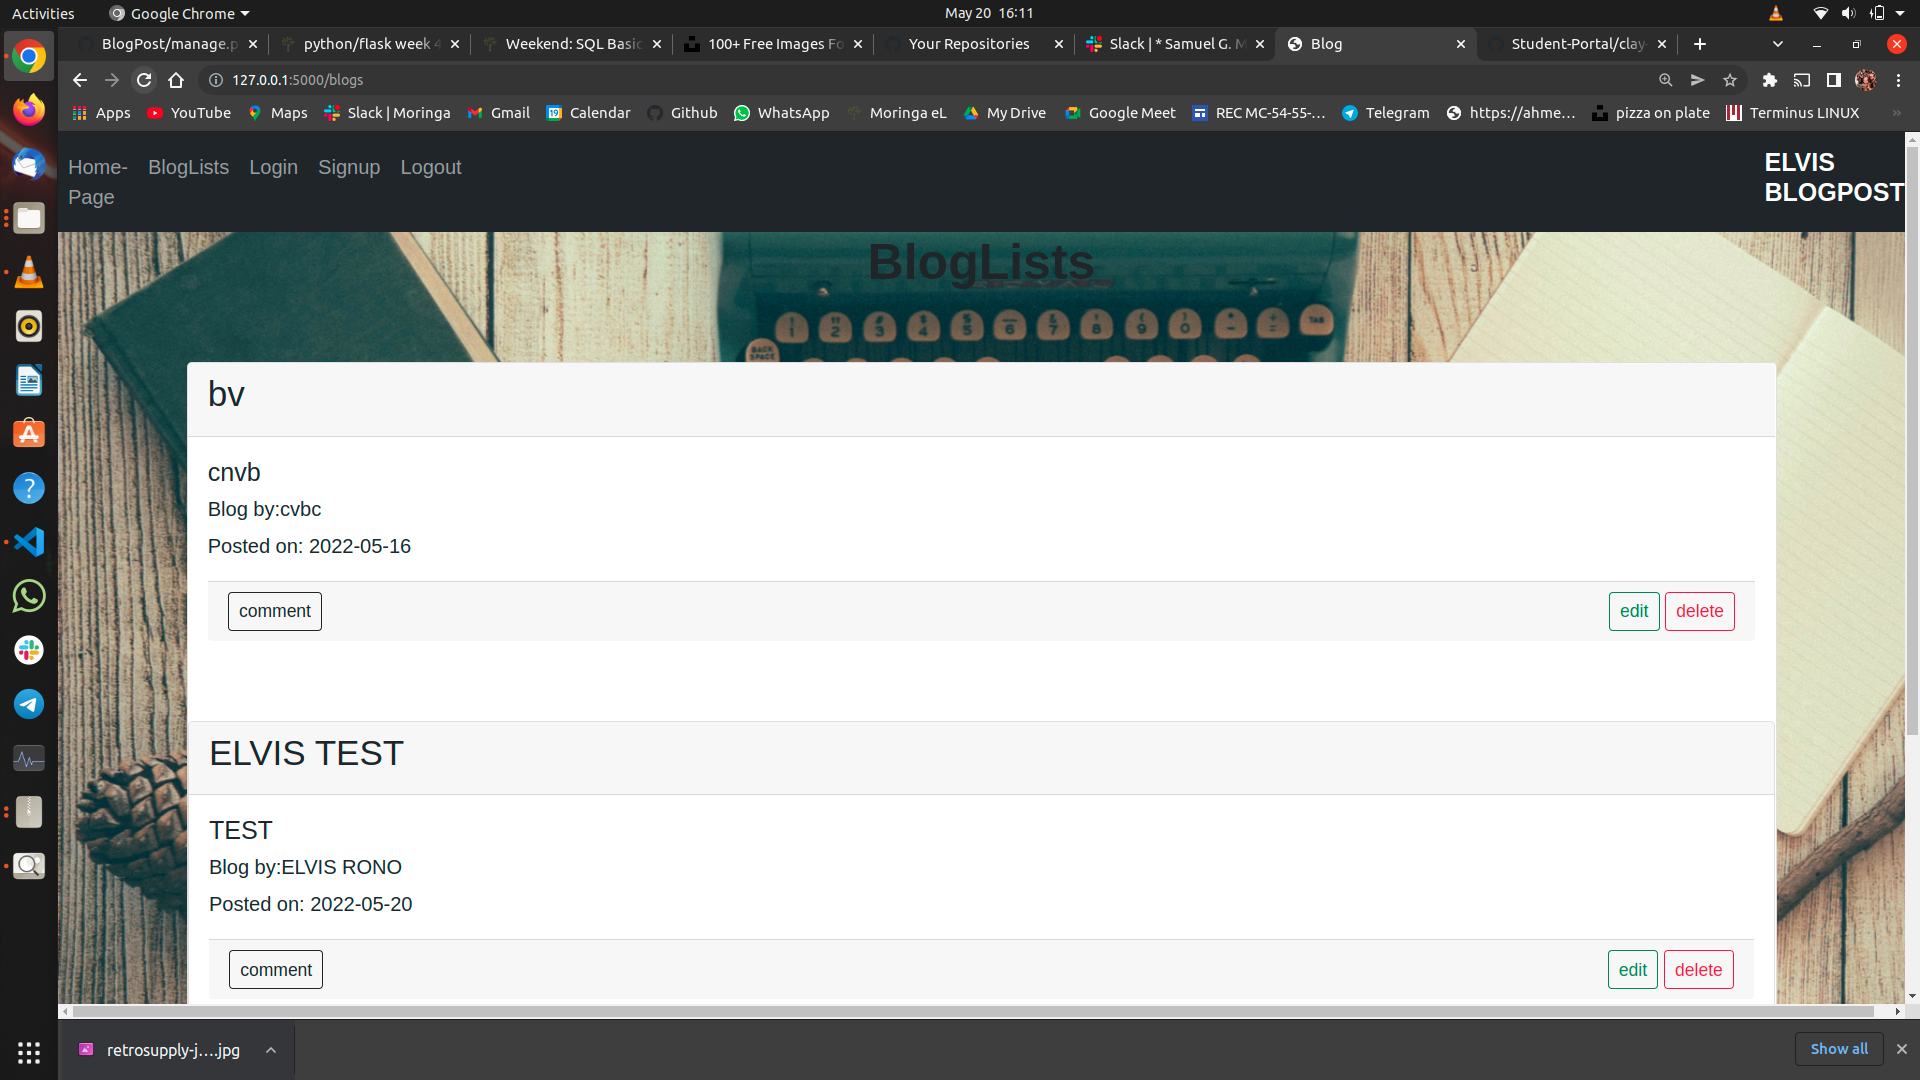 Activities
Google Chrome
May 20 16:11
BlogPost/manage.p
python/flask week 4
Weekend: SQL Basic
100+ Free Images Fo
Your Repositories
Slack | * Samuel G. M
Blog
Student-Portal/clay
127.0.0.1:5000/blogs
Apps
YouTube
Maps
Slack | Moringa
Gmail
Calendar
Github
WhatsApp
Moringa eL
My Drive
Google Meet
REC MC-54-55-...
Telegram
https://ahme...
pizza on plate
Terminus LINUX
Home-
Page
BlogLists
Login
Signup
Logout
ELVIS
BLOGPOST
BlogLists
BACK
SPACE
TAB
bv
cnvb
Blog by:cvbc
Posted on: 2022-05-16
comment
edit
delete
ELVIS TEST
TEST
Blog by:ELVIS RONO
Posted on: 2022-05-20
comment
edit
delete
retrosupply-j....jpg
Show all